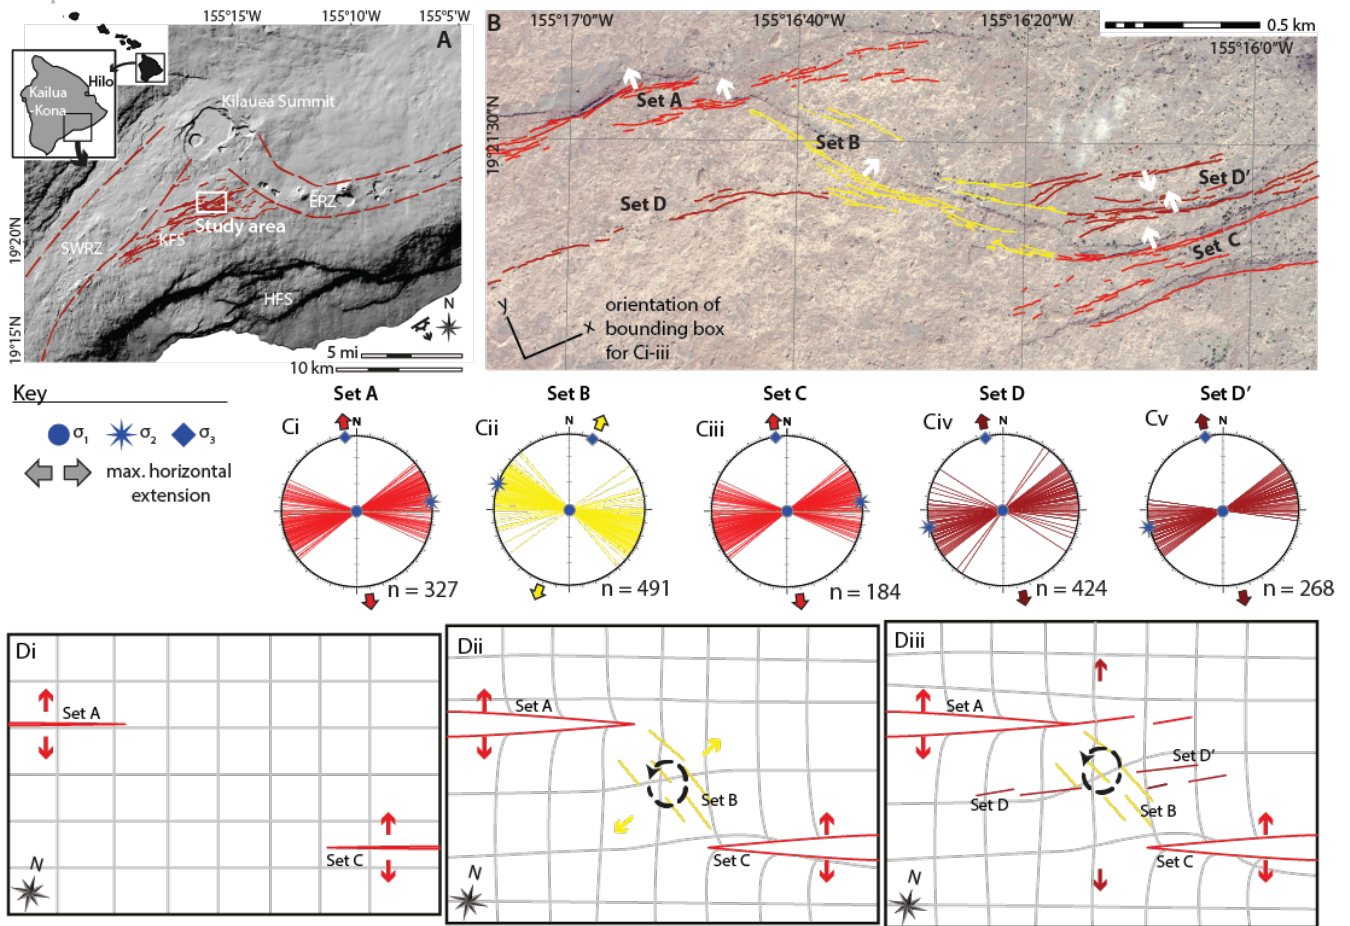 155°15'W
155°10'W
155°5'W
A
Hilo
Kailua
-Kona
Kilauea Summit
ERZ
Study area
SWRZ
KFS
HFS
19°20'N
19°15'N
N
5 mi
10 km
B
155°17'0"W
155°16'40"W
155°16'20"W
0.5 km
155°16'0"W
19°21'30"N
Set A
Set B
Set D
Set D'
Set C
y
x
orientation of
bounding box
for Ci-iii
Key
σ1
σ2
σ3
max. horizontal
extension
Set A
Ci
N
n = 327
Set B
Cii
N
n = 491
Set C
Ciii
N
n = 184
Set D
Civ
N
n = 424
Set D'
Cv
N
n = 268
Di
Set A
Set C
N
Dii
Set A
Set B
Set C
N
Diii
Set A
Set D'
Set D
Set B
Set C
N